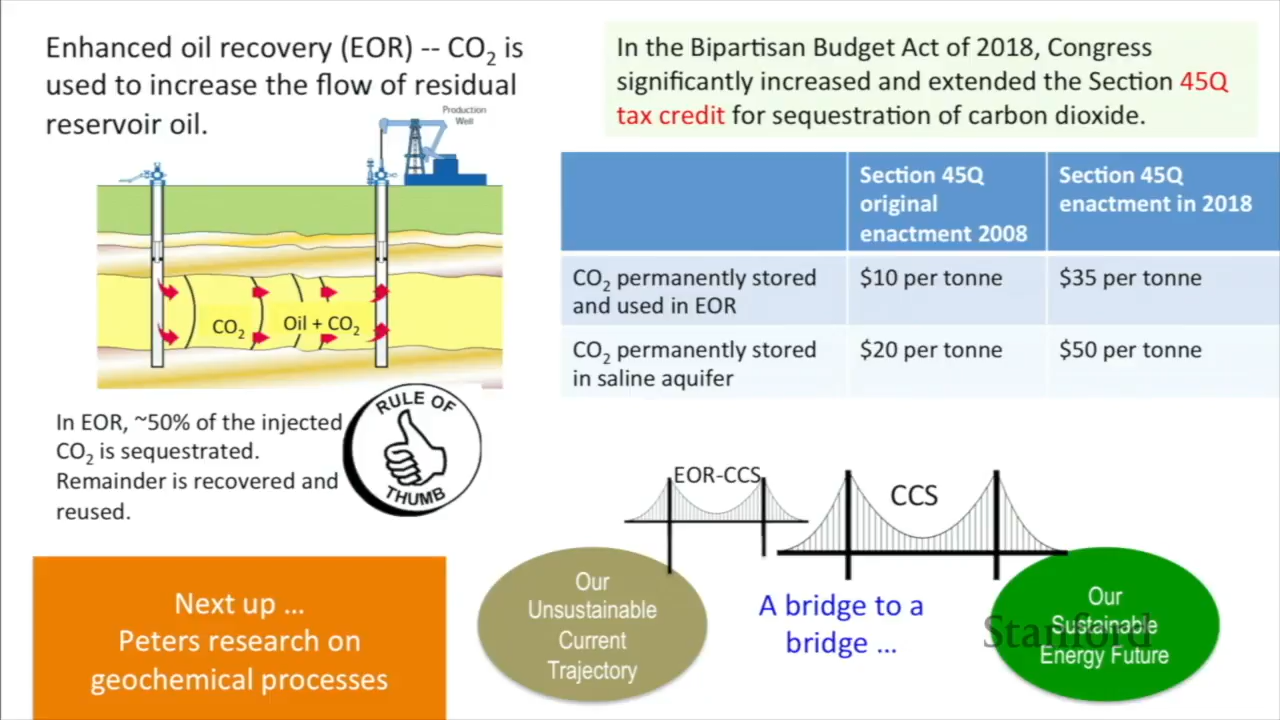 Enhanced oil recovery (EOR) -- CO₂ is
used to increase the flow of residual
reservoir oil.
Production
Well
CO₂
Oil + CO₂
In EOR, ~50% of the injected
CO₂ is sequestrated.
Remainder is recovered and
reused.
RULE OF
THUMB
In the Bipartisan Budget Act of 2018, Congress
significantly increased and extended the Section 45Q
tax credit for sequestration of carbon dioxide.
Section 45Q
original
enactment 2008
Section 45Q
enactment in 2018
CO₂ permanently stored
and used in EOR
$10 per tonne
$35 per tonne
CO₂ permanently stored
in saline aquifer
$20 per tonne
$50 per tonne
EOR-CCS
CCS
Our
Unsustainable
Current
Trajectory
A bridge to a
bridge ...
Our
Sustainable
Energy Future
Stanford
Next up ...
Peters research on
geochemical processes